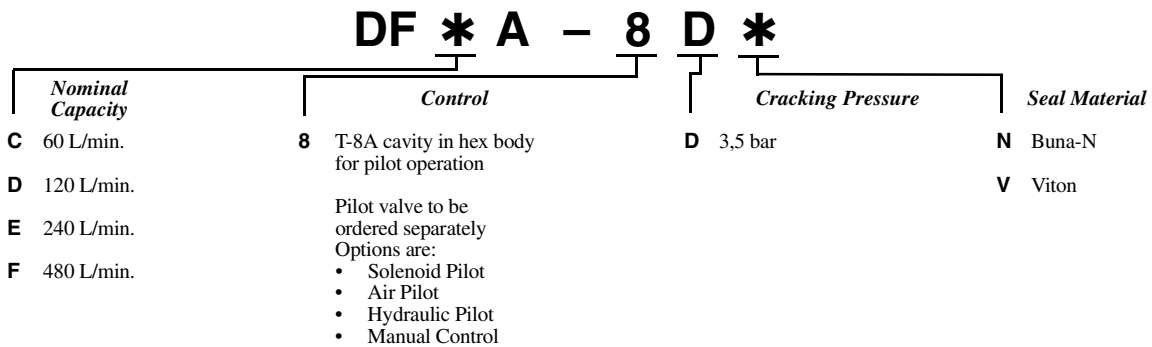 DF * A – 8 D *
Nominal
Capacity
C 60 L/min.
D 120 L/min.
E 240 L/min.
F 480 L/min.
Control
8 T-8A cavity in hex body
for pilot operation
Pilot valve to be
ordered separately
Options are:
• Solenoid Pilot
• Air Pilot
• Hydraulic Pilot
• Manual Control
Cracking Pressure
D 3,5 bar
Seal Material
N Buna-N
V Viton